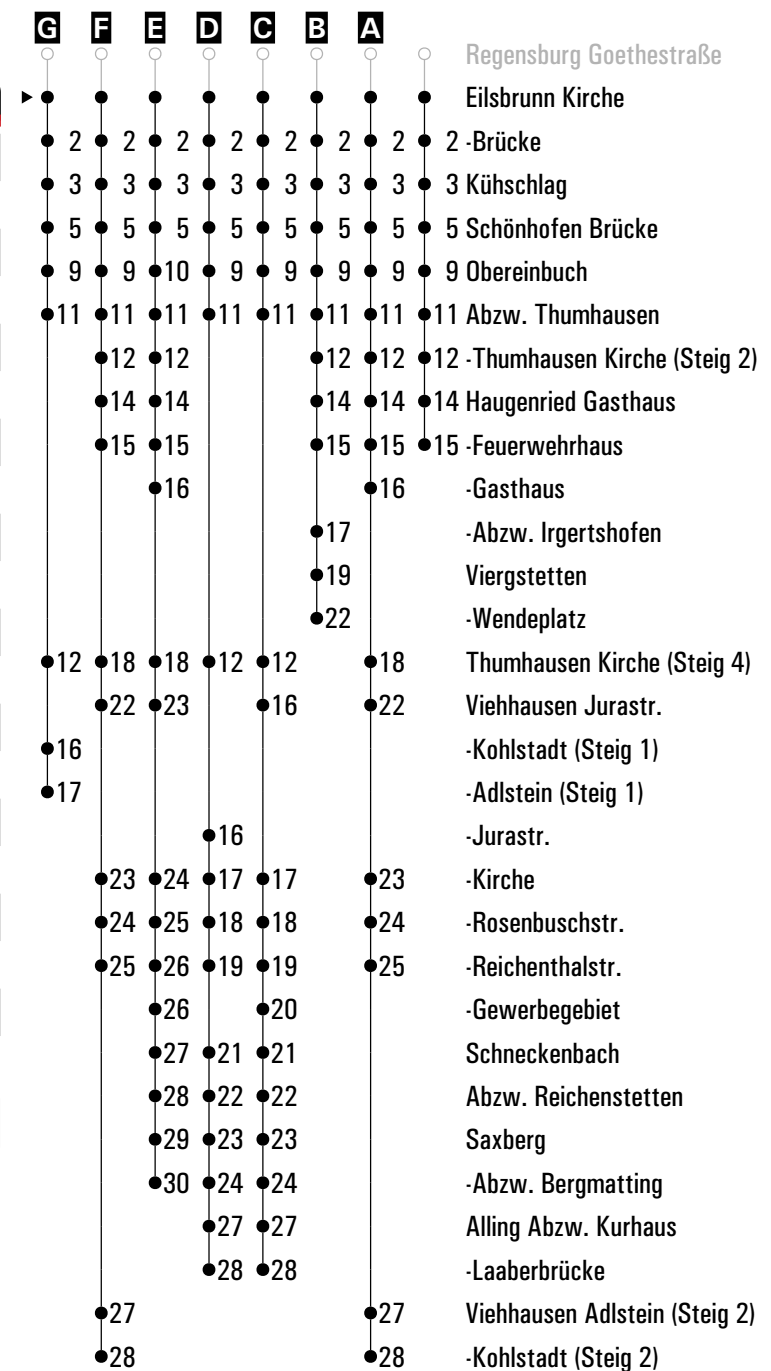 G F E D C B A
Regensburg Goethestraße
Eilsbrunn Kirche
2 2 2 2 2 2 2 2 -Brücke
3 3 3 3 3 3 3 3 Kühschlag
5 5 5 5 5 5 5 5 Schönhofen Brücke
9 9 10 9 9 9 9 9 Obereinbuch
11 11 11 11 11 11 11 11 Abzw. Thumhausen
12 12 12 12 12 -Thumhausen Kirche (Steig 2)
14 14 14 14 14 Haugenried Gasthaus
15 15 15 15 15 -Feuerwehrhaus
16 16 -Gasthaus
17 -Abzw. Irgertshofen
19 Viergstetten
22 -Wendeplatz
12 18 18 12 12 18 Thumhausen Kirche (Steig 4)
22 23 16 22 Viehhausen Jurastr.
16 -Kohlstadt (Steig 1)
17 -Adlstein (Steig 1)
16 -Jurastr.
23 24 17 17 23 -Kirche
24 25 18 18 24 -Rosenbuschstr.
25 26 19 19 25 -Reichenthalstr.
26 20 -Gewerbegebiet
27 21 21 Schneckenbach
28 22 22 Abzw. Reichenstetten
29 23 23 Saxberg
30 24 24 -Abzw. Bergmatting
27 27 Alling Abzw. Kurhaus
28 28 -Laaberbrücke
27 27 Viehhausen Adlstein (Steig 2)
28 28 -Kohlstadt (Steig 2)